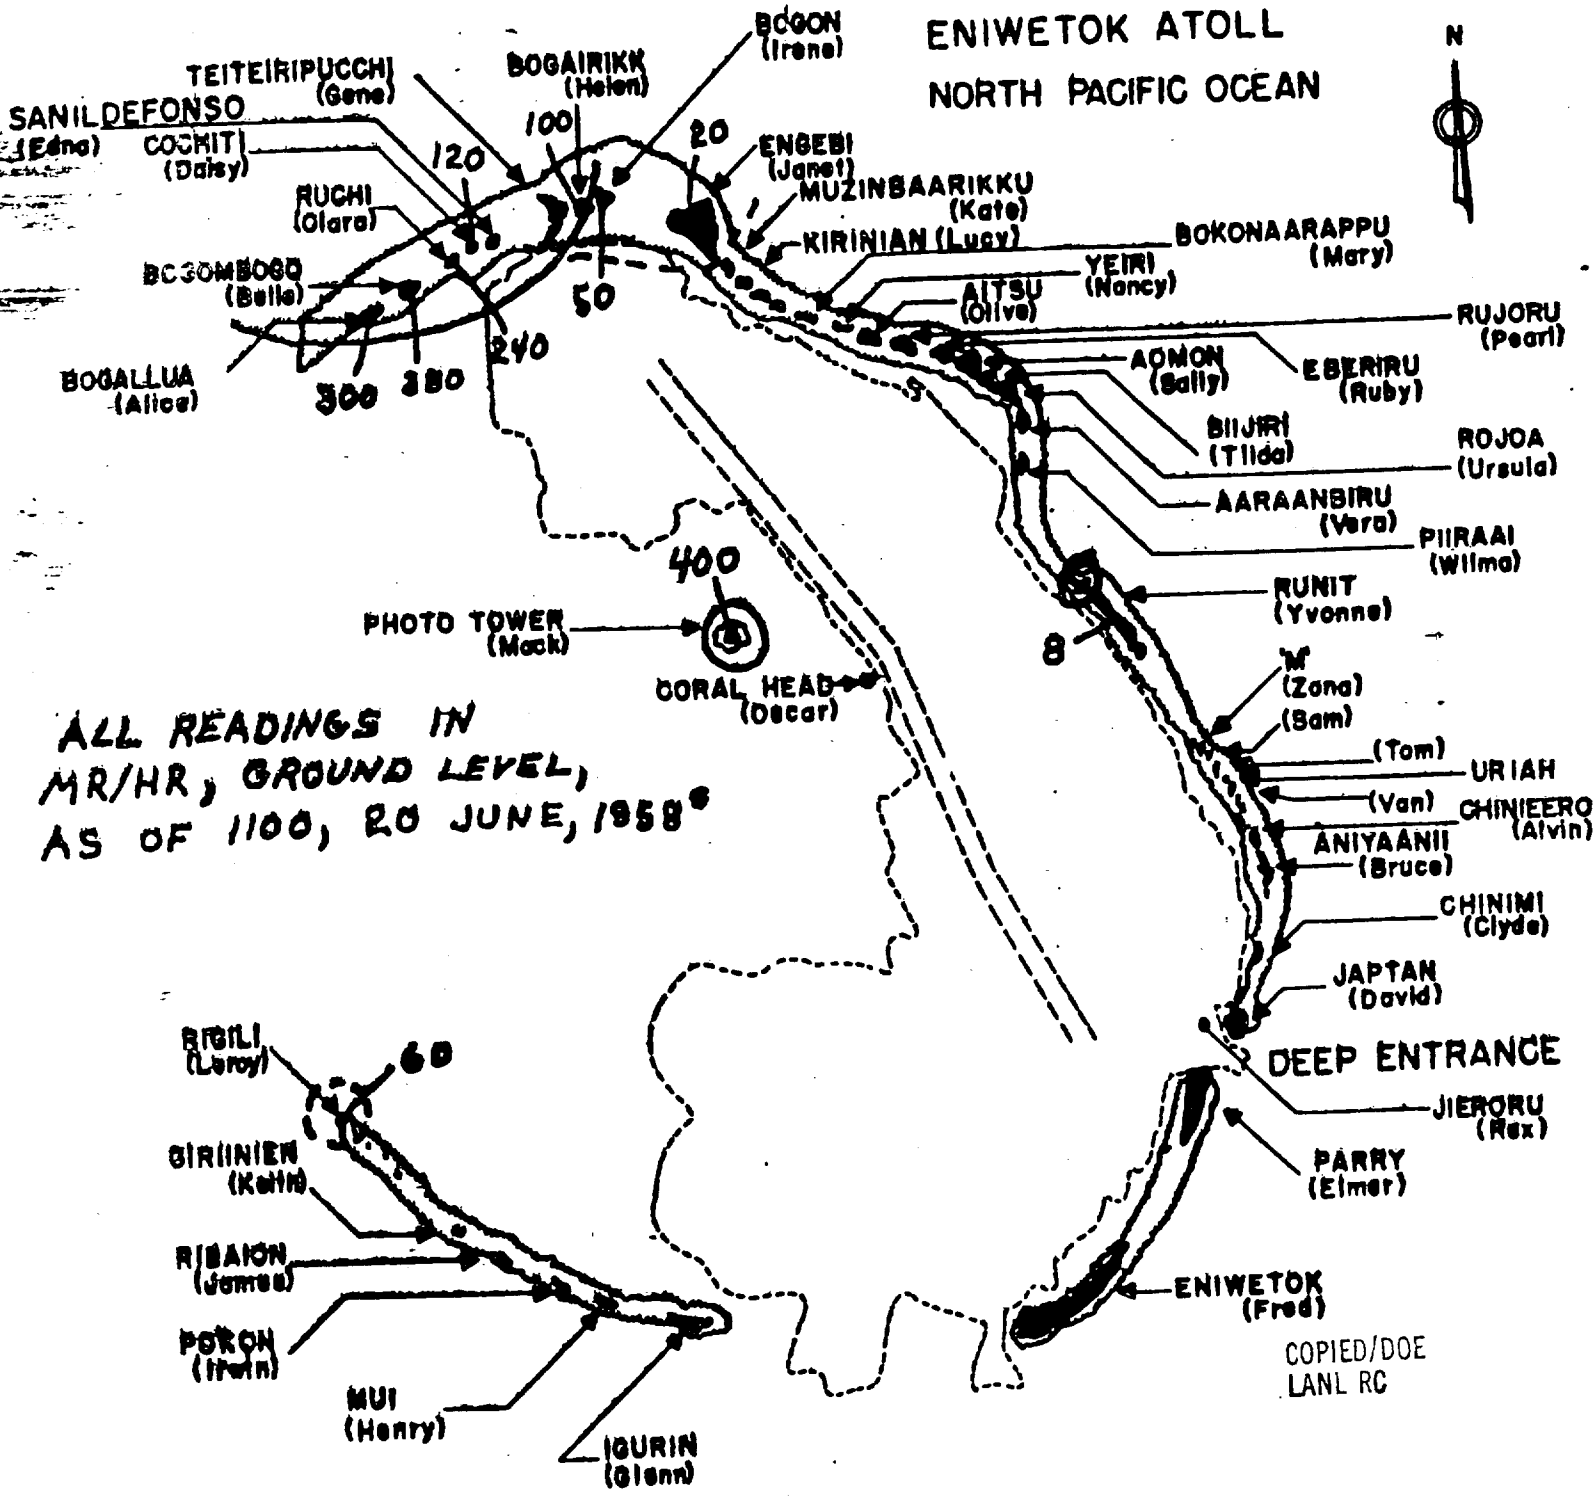 ENIWETOK ATOLL
NORTH PACIFIC OCEAN
N
BOGON
(Irene)
BOGAIRIKK
(Helen)
TEITEIRIPUCCHI
(Gene)
SANILDEFONSO
(Edna)
COCHITI
(Daisy)
RUCHI
(Clara)
BOGOMBOGO
(Belle)
BOGALLUA
(Alice)
120
100
20
50
240
380
300
1
ENGEBI
(Janet)
MUZINBAARIKKU
(Kate)
KIRINIAN (Lucy)
BOKONAARAPPU
(Mary)
YEIRI
(Nancy)
AITSU
(Olive)
RUJORU
(Pearl)
EBERIRU
(Ruby)
AOMON
(Sally)
BIIJIRI
(Tilda)
ROJOA
(Ursula)
AARAANBIRU
(Vera)
PIIRAAI
(Wilma)
RUNIT
(Yvonne)
8
400
PHOTO TOWER
(Mack)
CORAL HEAD
(Oscar)
'M'
(Zona)
(Sam)
(Tom)
URIAH
(Van)
CHINIEERO
(Alvin)
ANIYAANII
(Bruce)
CHINIMI
(Clyde)
JAPTAN
(David)
DEEP ENTRANCE
JIERORU
(Rex)
PARRY
(Elmer)
ENIWETOK
(Fred)
ALL READINGS IN
MR/HR, GROUND LEVEL,
AS OF 1100, 20 JUNE, 1958
RIGILI
(Leroy)
60
GIRIINIEN
(Keith)
RIBAION
(James)
POKON
(Irwin)
MUI
(Henry)
IGURIN
(Glenn)
COPIED/DOE
LANL RC